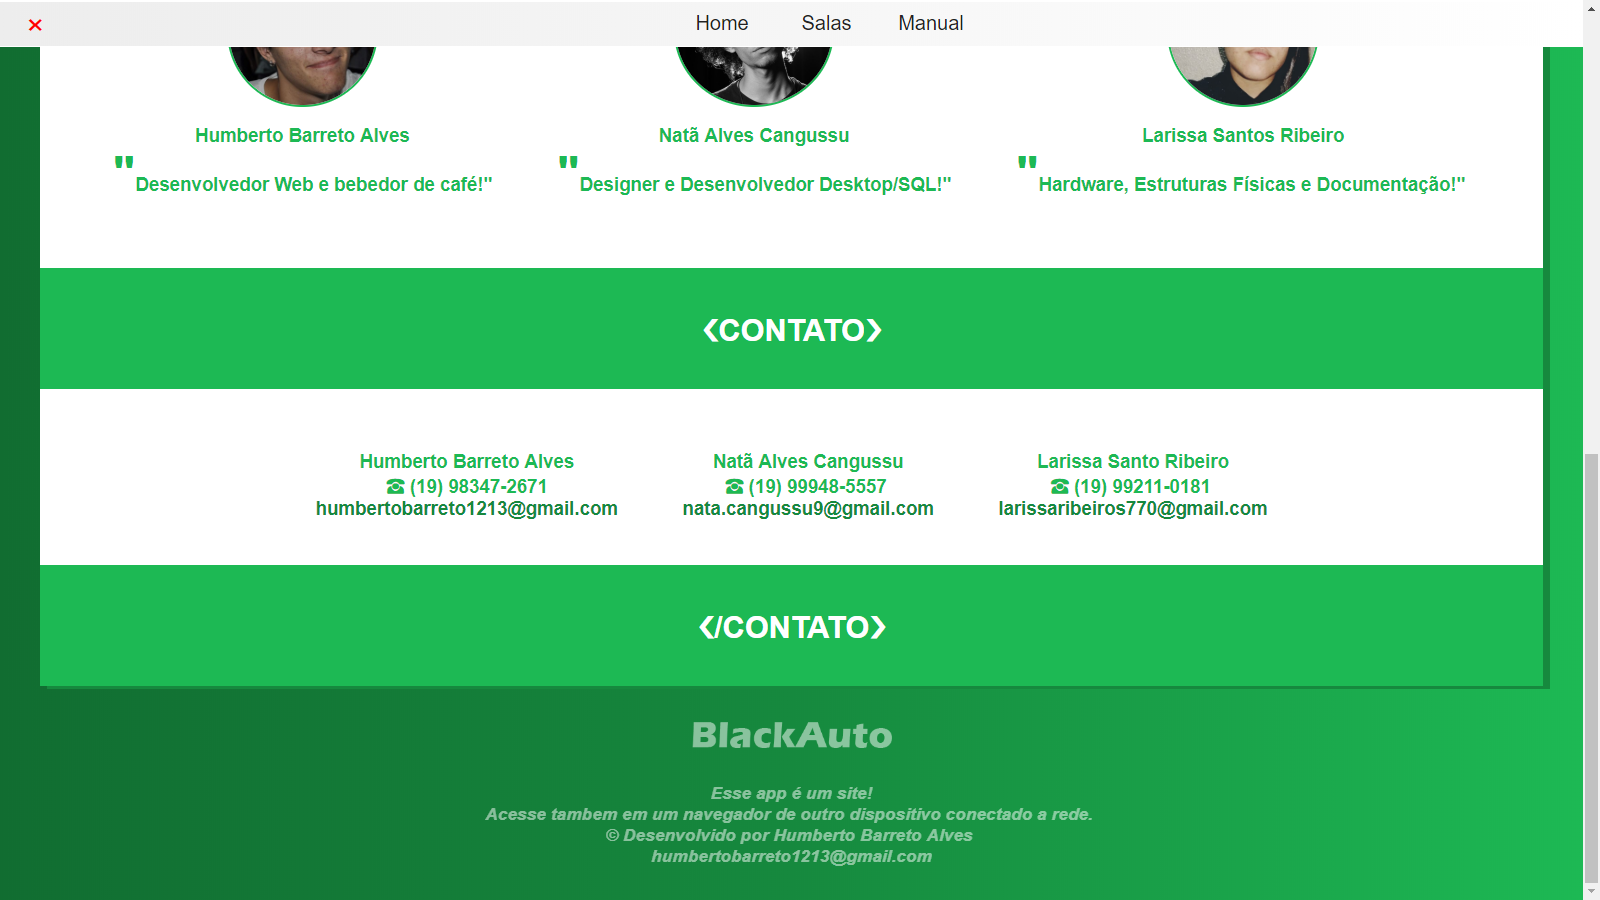 ✕ Home Salas Manual
Humberto Barreto Alves Natã Alves Cangussu Larissa Santos Ribeiro
"Desenvolvedor Web e bebedor de café!" "Designer e Desenvolvedor Desktop/SQL!" "Hardware, Estruturas Físicas e Documentação!"
❮CONTATO❯
Humberto Barreto Alves
☎ (19) 98347-2671
humbertobarreto1213@gmail.com
Natã Alves Cangussu
☎ (19) 99948-5557
nata.cangussu9@gmail.com
Larissa Santo Ribeiro
☎ (19) 99211-0181
larissaribeiros770@gmail.com
❮/CONTATO❯
BlackAuto
Esse app é um site!
Acesse tambem em um navegador de outro dispositivo conectado a rede.
© Desenvolvido por Humberto Barreto Alves
humbertobarreto1213@gmail.com